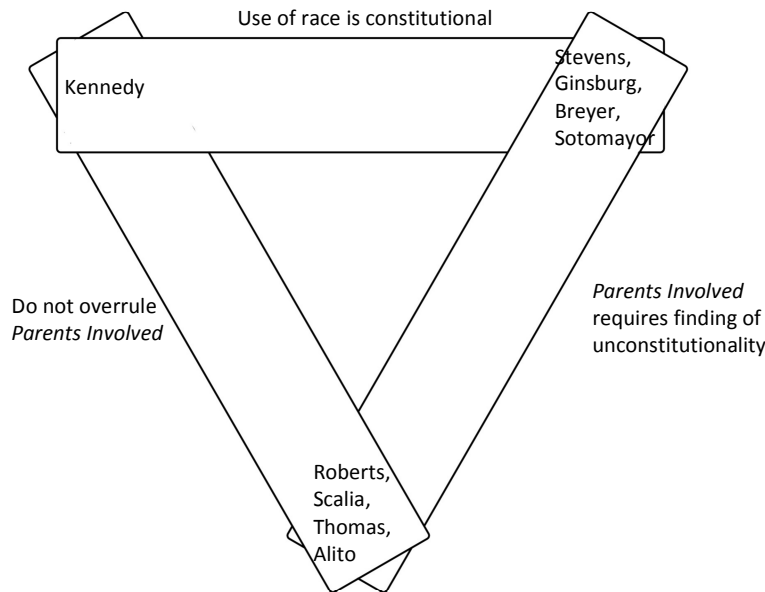 Use of race is constitutional
Kennedy
Stevens,
Ginsburg,
Breyer,
Sotomayor
Do not overrule
Parents Involved
Parents Involved
requires finding of
unconstitutionality
Roberts,
Scalia,
Thomas,
Alito